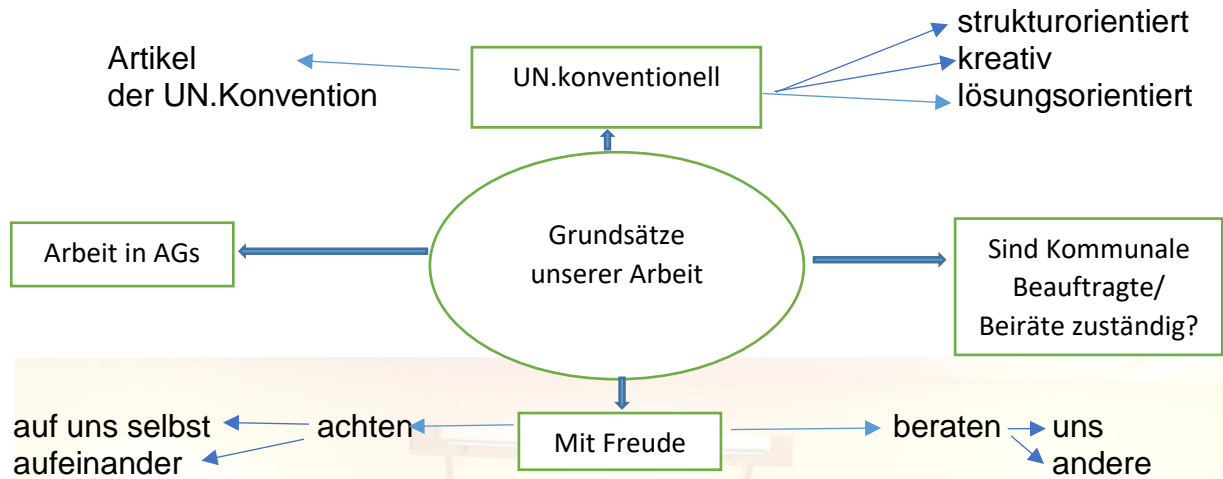 Artikel
der UN.Konvention
UN.konventionell
strukturorientiert
kreativ
lösungsorientiert
Arbeit in AGs
Grundsätze
unserer Arbeit
Sind Kommunale
Beauftragte/
Beiräte zuständig?
auf uns selbst
aufeinander
achten
Mit Freude
beraten
uns
andere